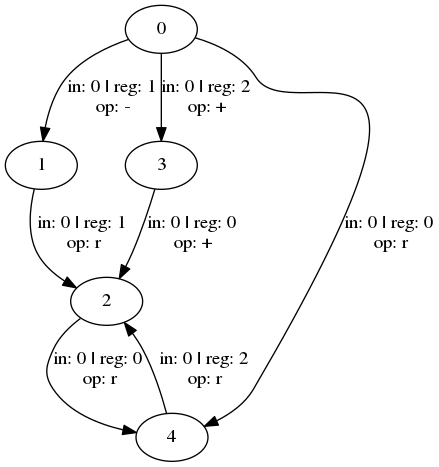 0
in: 0 | reg: 1
op: -
in: 0 | reg: 2
op: +
1
3
in: 0 | reg: 1
op: r
in: 0 | reg: 0
op: +
in: 0 | reg: 0
op: r
2
in: 0 | reg: 0
op: r
in: 0 | reg: 2
op: r
4